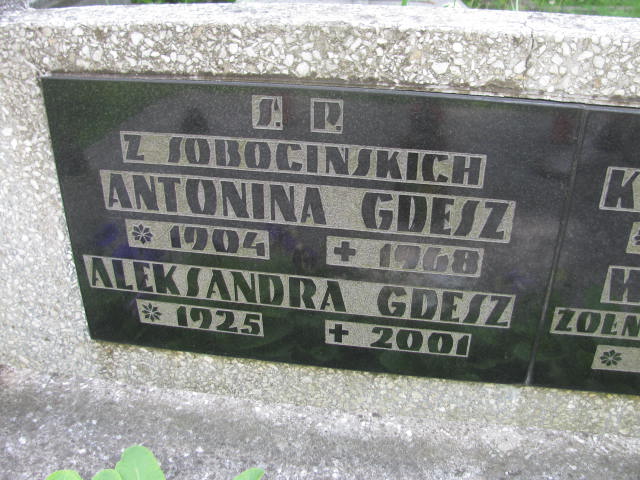 Ś. P.
Z SOBOCIŃSKICH
ANTONINA GDESZ
1904 + 1968
ALEKSANDRA GDESZ
1925 + 2001